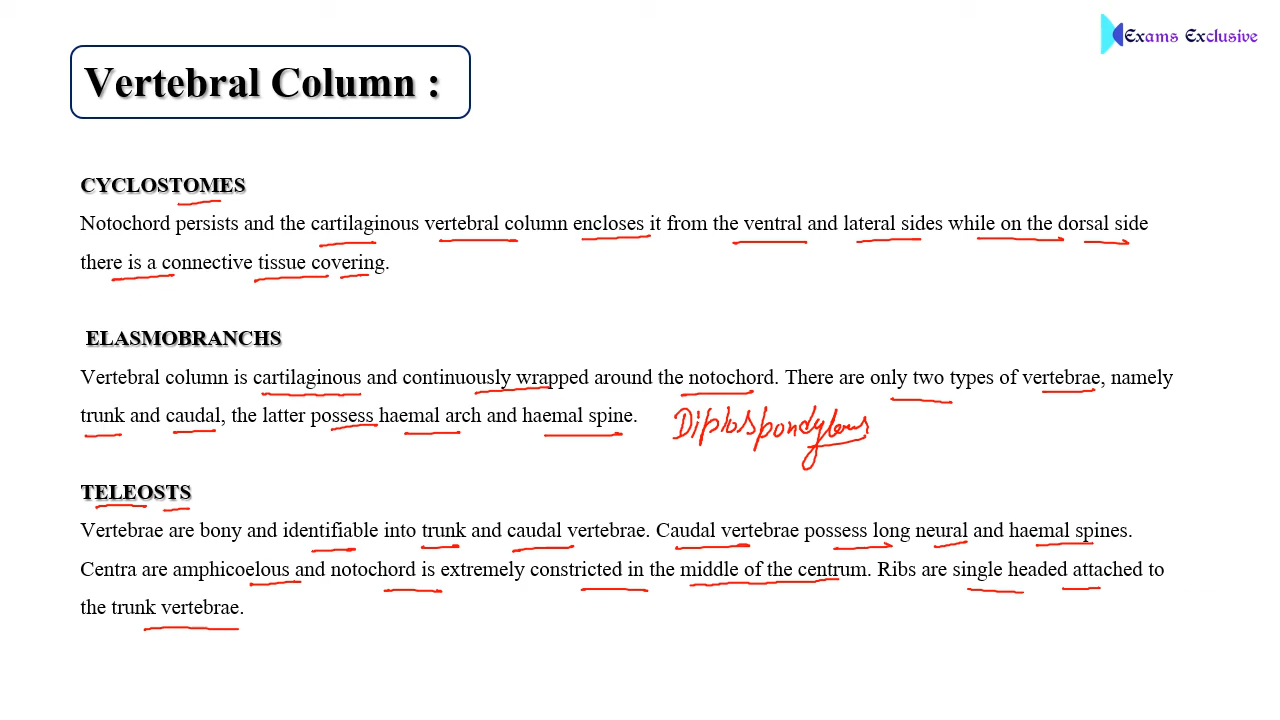 Exams Exclusive
Vertebral Column :
CYCLOSTOMES
Notochord persists and the cartilaginous vertebral column encloses it from the ventral and lateral sides while on the dorsal side
there is a connective tissue covering.
ELASMOBRANCHS
Vertebral column is cartilaginous and continuously wrapped around the notochord. There are only two types of vertebrae, namely
trunk and caudal, the latter possess haemal arch and haemal spine. Diplospondylous
TELEOSTS
Vertebrae are bony and identifiable into trunk and caudal vertebrae. Caudal vertebrae possess long neural and haemal spines.
Centra are amphicoelous and notochord is extremely constricted in the middle of the centrum. Ribs are single headed attached to
the trunk vertebrae.